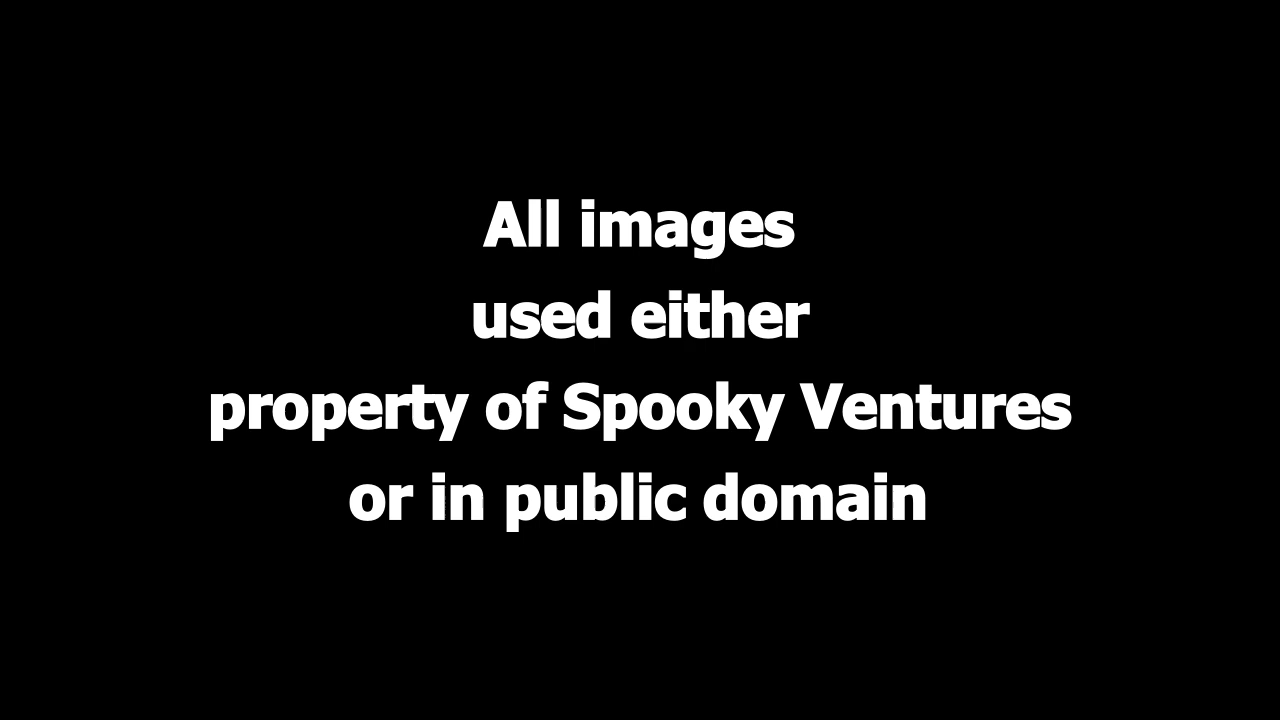 All images
used either
property of Spooky Ventures
or in public domain